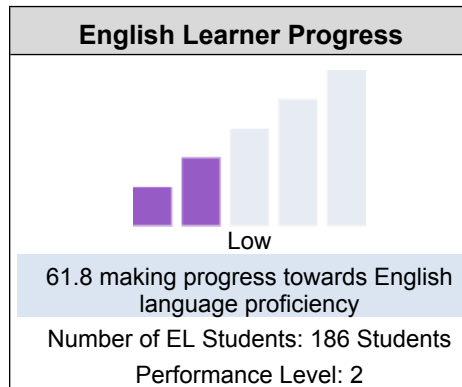 English Learner Progress
Low
61.8 making progress towards English
language proficiency
Number of EL Students: 186 Students
Performance Level: 2